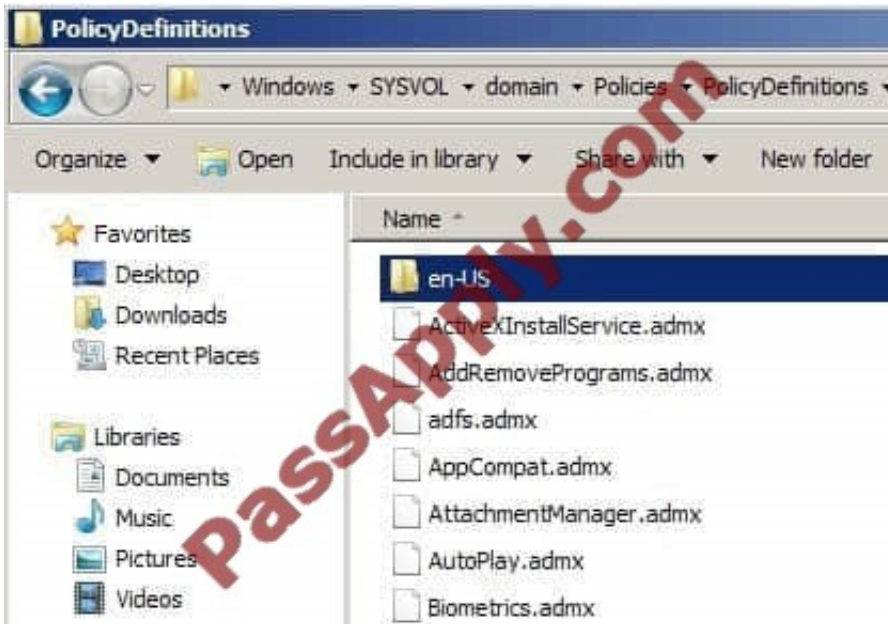 PolicyDefinitions
Windows SYSVOL domain Policies PolicyDefinitions
Organize Open Include in library Share with New folder
Favorites
Desktop
Downloads
Recent Places
Libraries
Documents
Music
Pictures
Videos
Name
en-US
ActiveXInstallService.admx
AddRemovePrograms.admx
adfs.admx
AppCompat.admx
AttachmentManager.admx
AutoPlay.admx
Biometrics.admx
PassApply.com